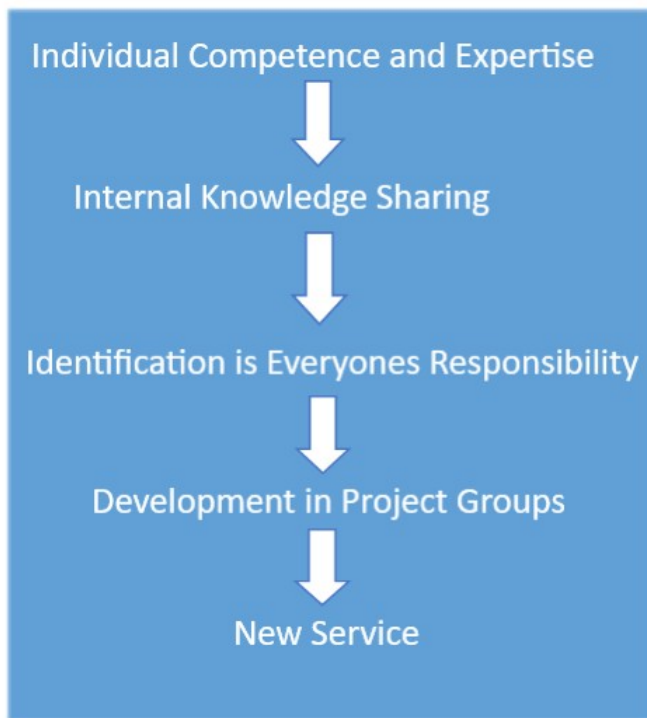 Individual Competence and Expertise
Internal Knowledge Sharing
Identification is Everyones Responsibility
Development in Project Groups
New Service